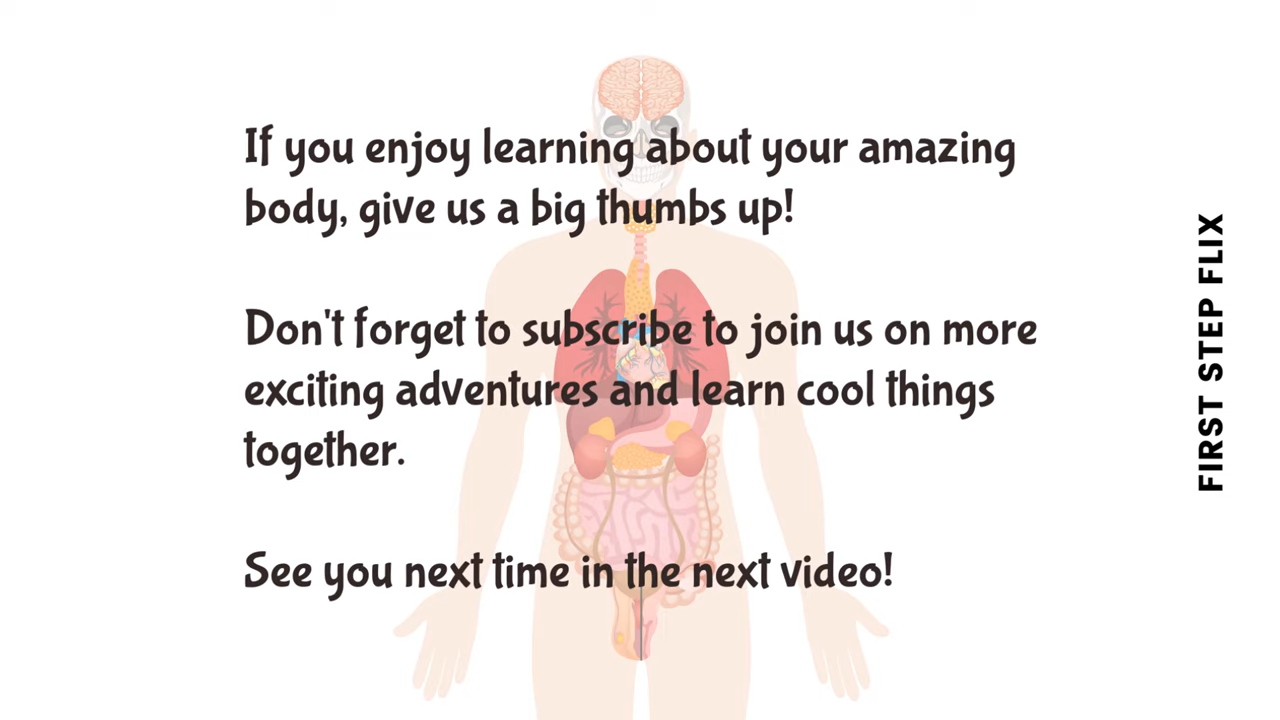 If you enjoy learning about your amazing
body, give us a big thumbs up!
Don't forget to subscribe to join us on more
exciting adventures and learn cool things
together.
See you next time in the next video!
FIRST STEP FLIX